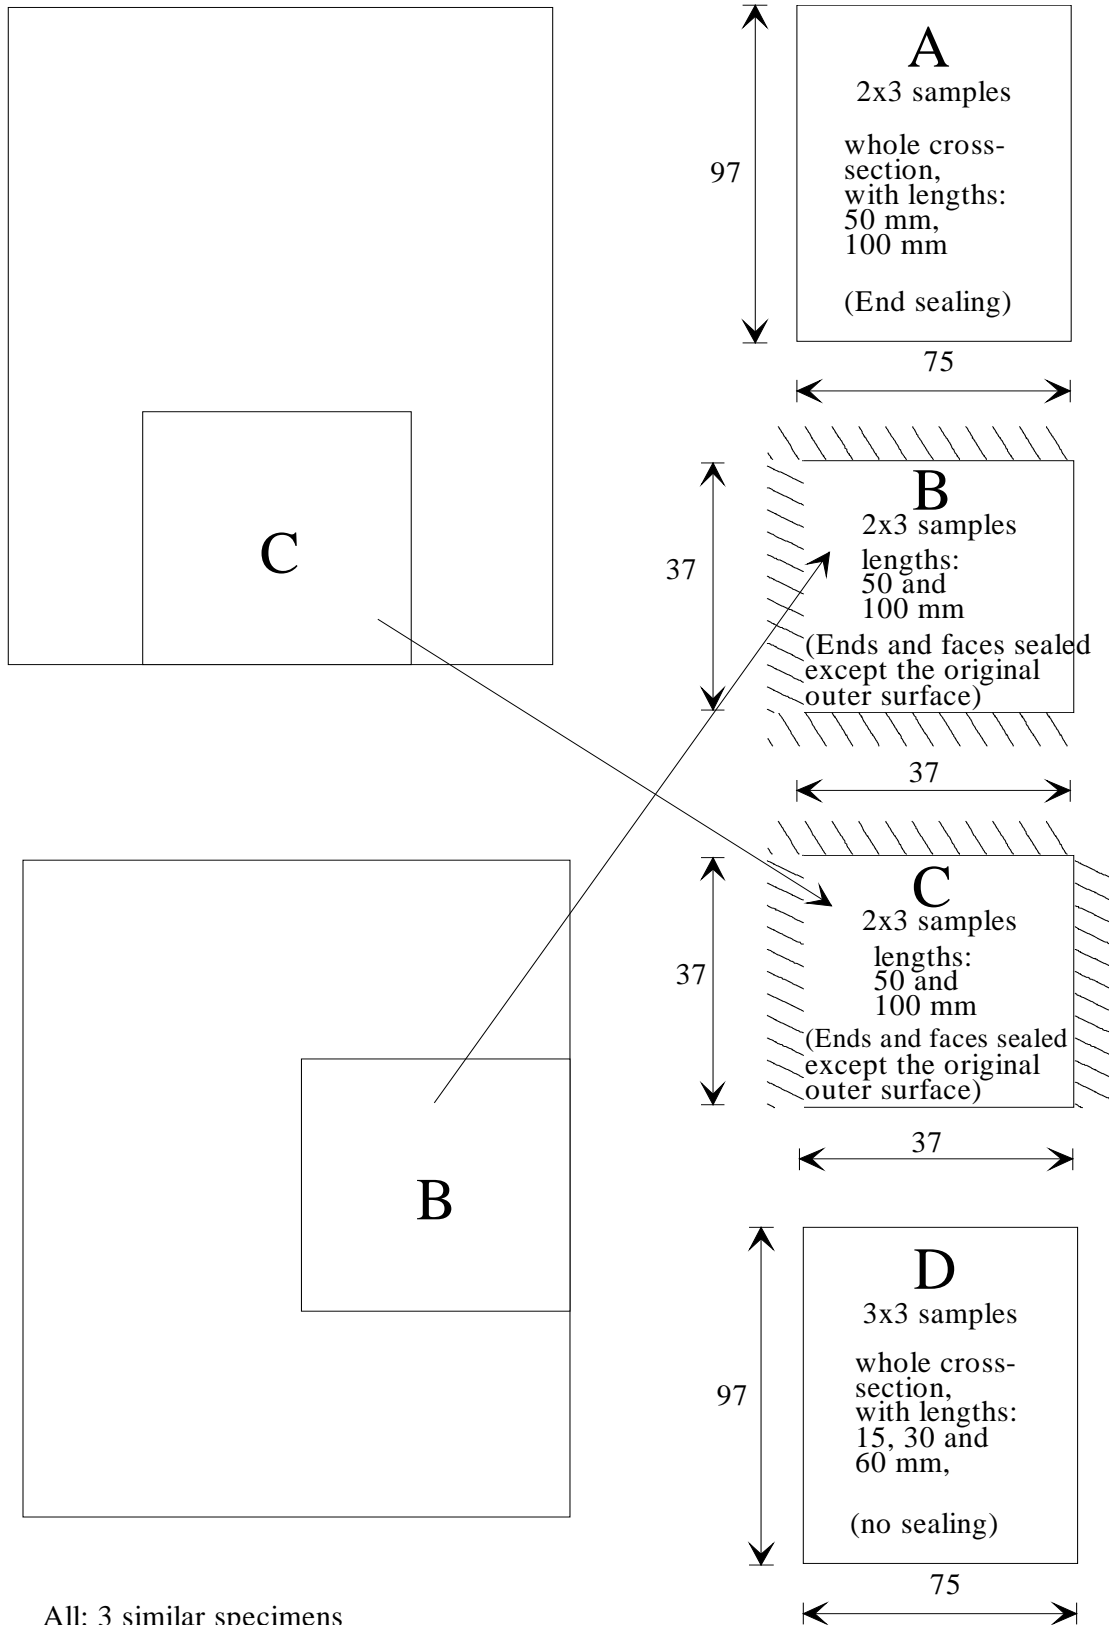 A
2x3 samples
whole cross-
section,
with lengths:
50 mm,
100 mm
(End sealing)
97
75
C
B
2x3 samples
lengths:
50 and
100 mm
(Ends and faces sealed
except the original
outer surface)
37
37
C
2x3 samples
lengths:
50 and
100 mm
(Ends and faces sealed
except the original
outer surface)
37
37
B
D
3x3 samples
whole cross-
section,
with lengths:
15, 30 and
60 mm,
(no sealing)
97
75
All: 3 similar specimens